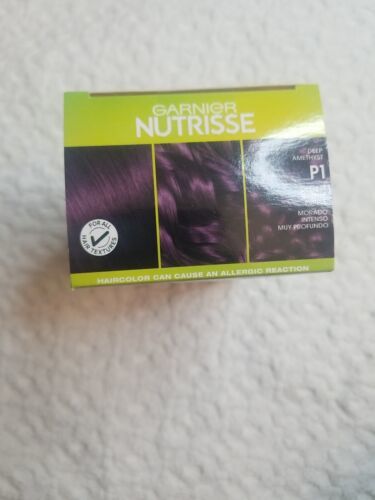 GARNIER
NUTRISSE
DEEP
AMETHYST
P1
MORADO
INTENSO
MUY PROFUNDO
FOR ALL
HAIR TEXTURES
HAIRCOLOR CAN CAUSE AN ALLERGIC REACTION